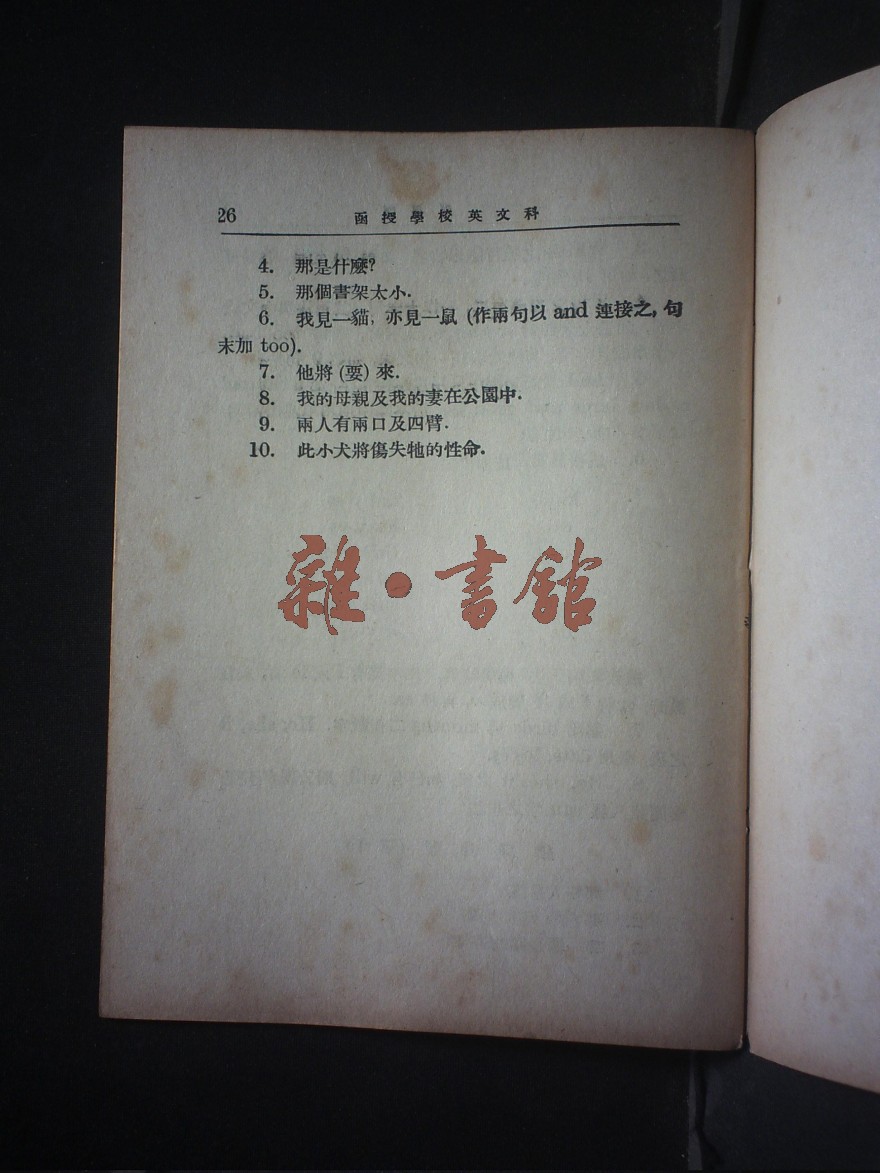 26 函授學校英文科
4. 那是什麼?
5. 那個書架太小.
6. 我見一貓, 亦見一鼠 (作兩句以 and 連接之, 句
末加 too).
7. 他將 (要) 來.
8. 我的母親及我的妻在公園中.
9. 兩人有兩口及四臂.
10. 此小犬將傷失牠的性命.
雜·書館